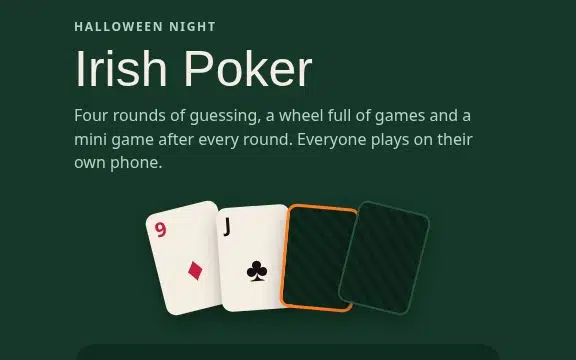 HALLOWEEN NIGHT
Irish Poker
Four rounds of guessing, a wheel full of games and a
mini game after every round. Everyone plays on their
own phone.
9
J